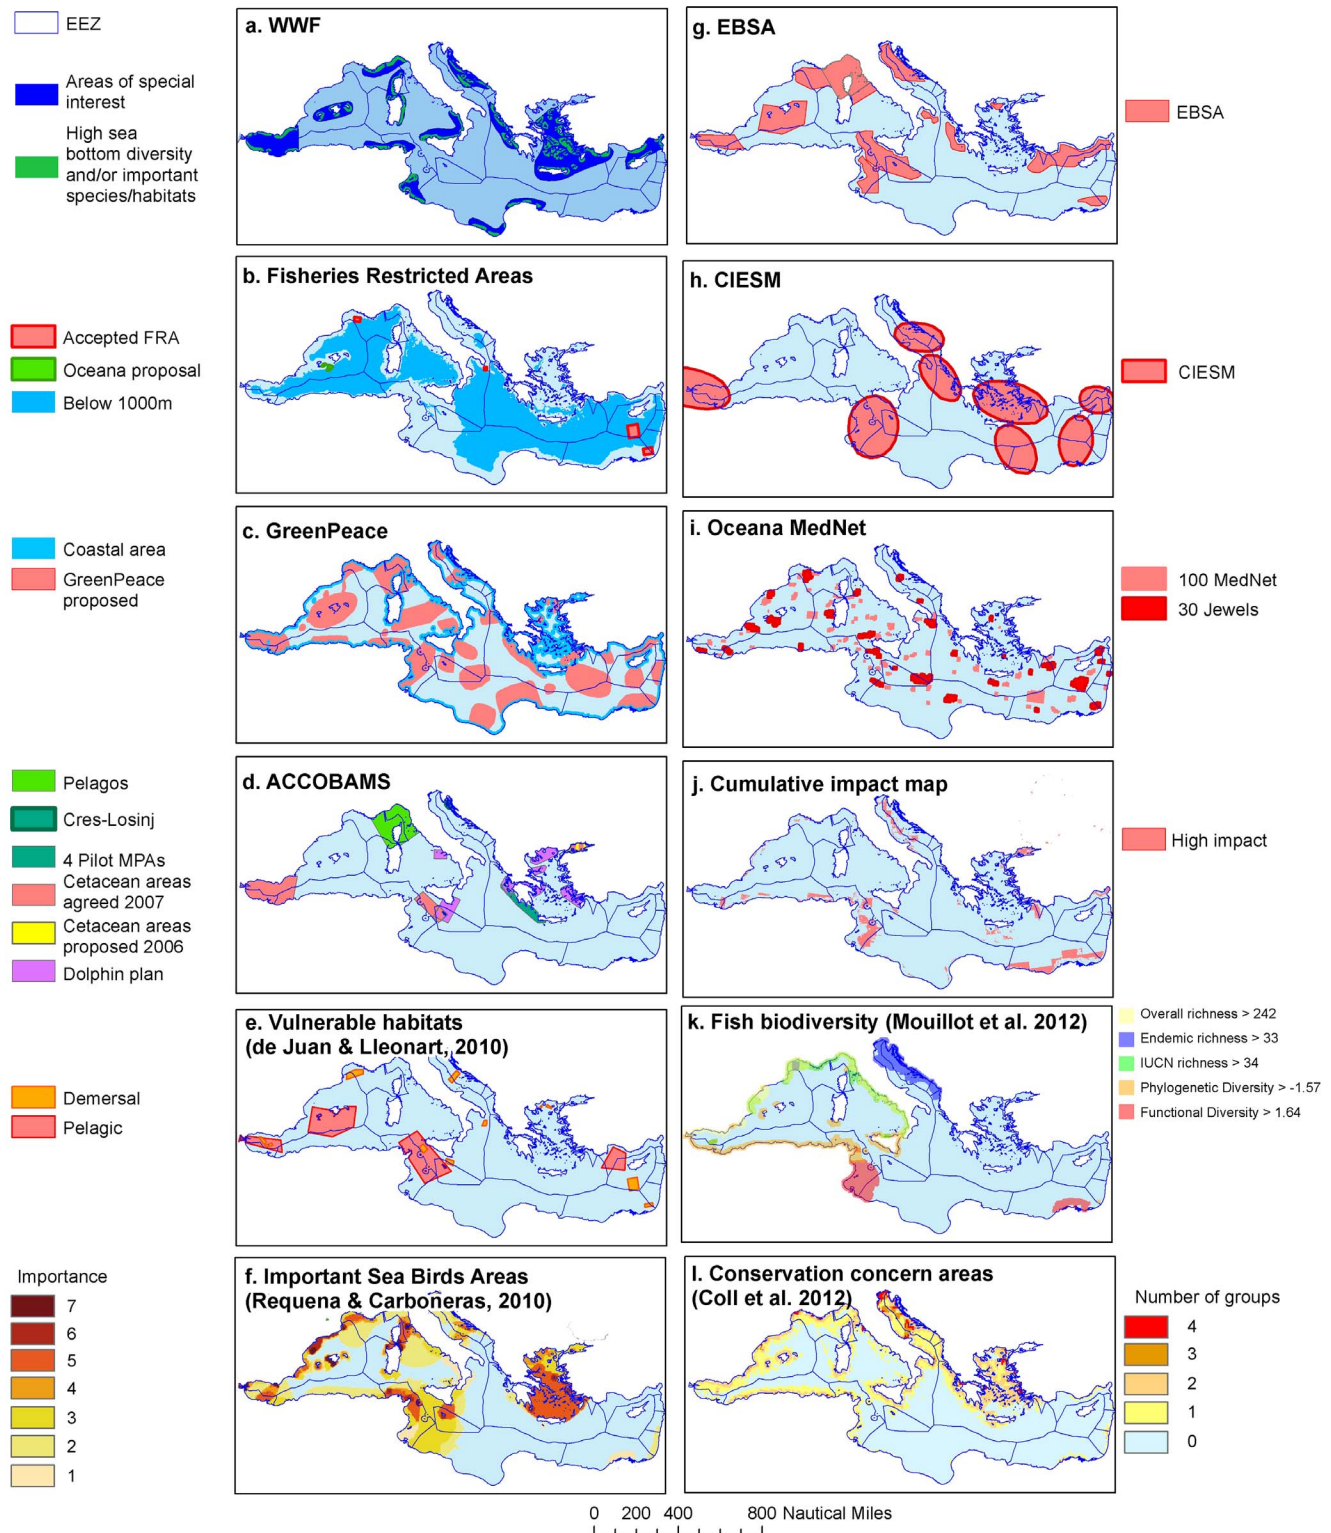 EEZ
Areas of special
interest
High sea
bottom diversity
and/or important
species/habitats
a. WWF
g. EBSA
EBSA
b. Fisheries Restricted Areas
Accepted FRA
Oceana proposal
Below 1000m
h. CIESM
CIESM
c. GreenPeace
Coastal area
GreenPeace
proposed
i. Oceana MedNet
100 MedNet
30 Jewels
d. ACCOBAMS
Pelagos
Cres-Losinj
4 Pilot MPAs
Cetacean areas
agreed 2007
Cetacean areas
proposed 2006
Dolphin plan
j. Cumulative impact map
High impact
e. Vulnerable habitats
(de Juan & Lleonart, 2010)
Demersal
Pelagic
k. Fish biodiversity (Mouillot et al. 2012)
Overall richness > 242
Endemic richness > 33
IUCN richness > 34
Phylogenetic Diversity > -1.57
Functional Diversity > 1.64
f. Important Sea Birds Areas
(Requena & Carboneras, 2010)
Importance
7
6
5
4
3
2
1
l. Conservation concern areas
(Coll et al. 2012)
Number of groups
4
3
2
1
0
0 200 400 800 Nautical Miles